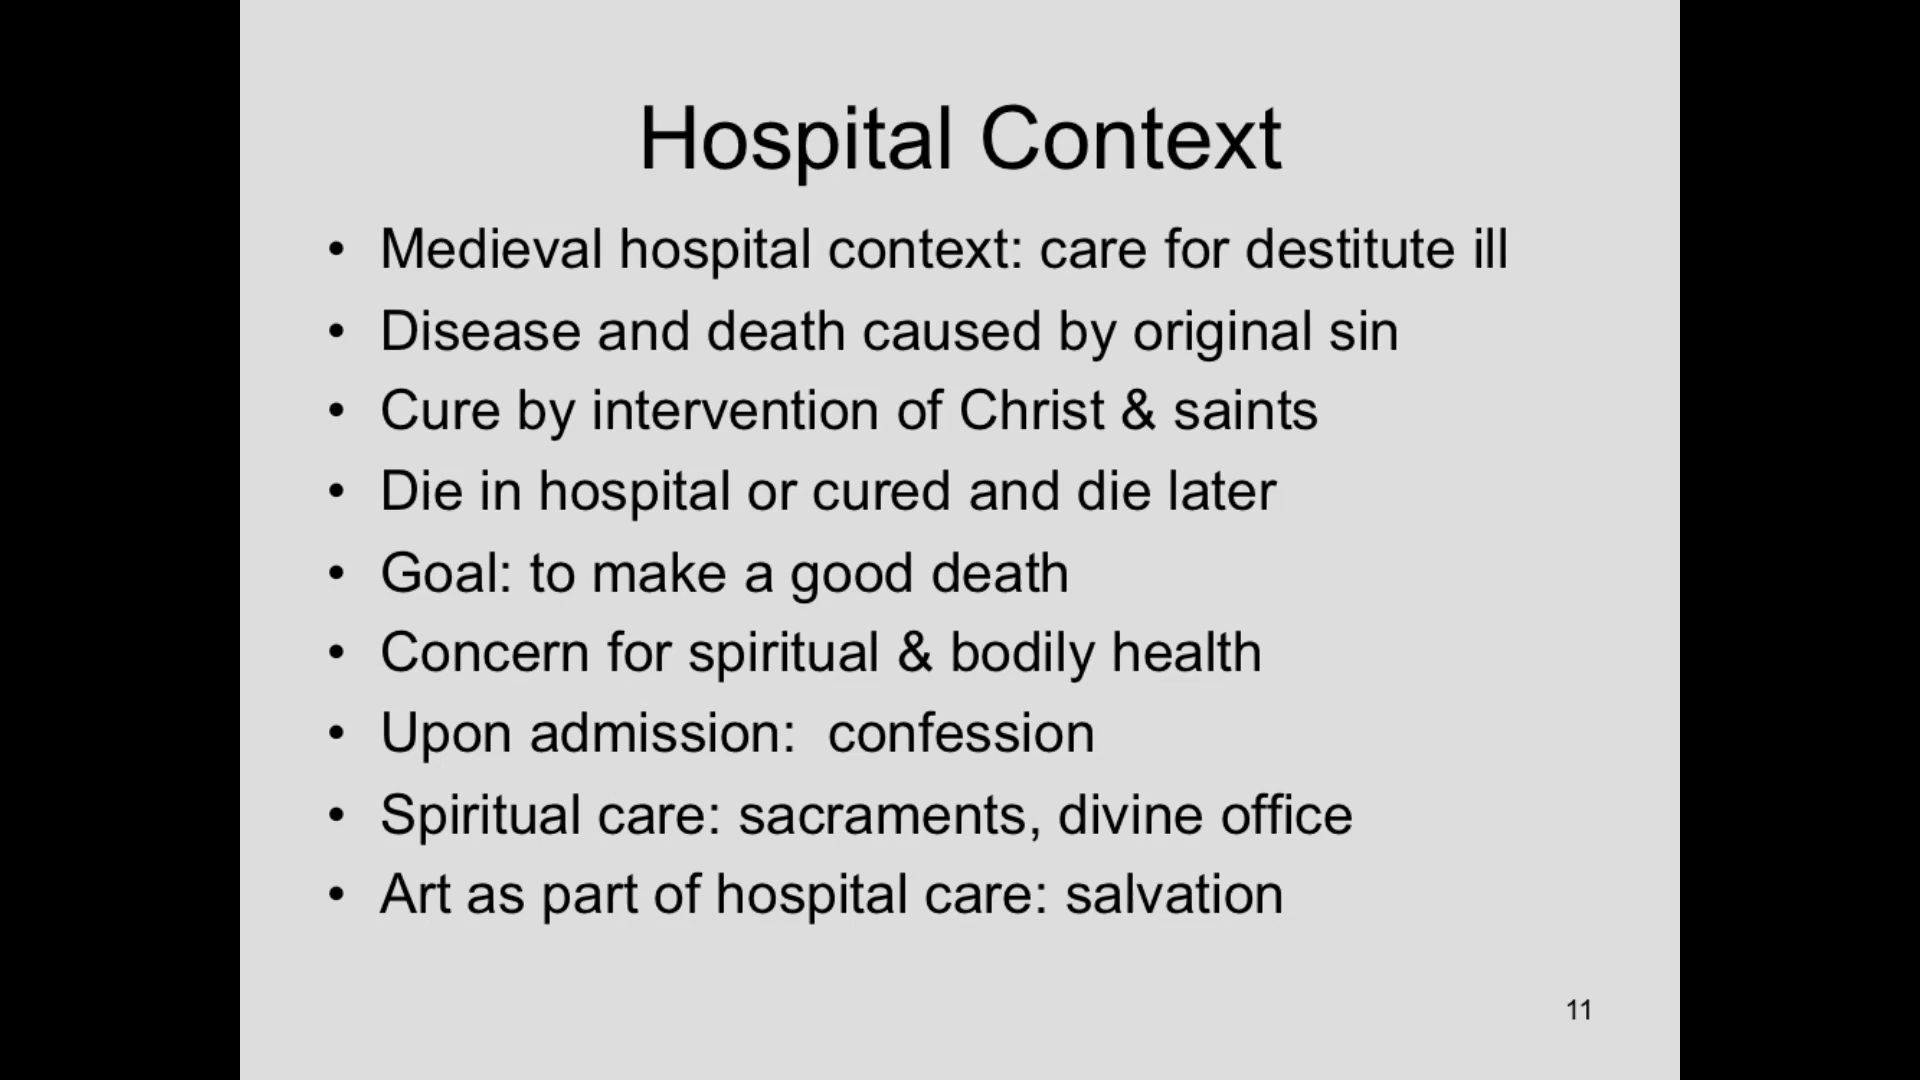 Hospital Context
• Medieval hospital context: care for destitute ill
• Disease and death caused by original sin
• Cure by intervention of Christ & saints
• Die in hospital or cured and die later
• Goal: to make a good death
• Concern for spiritual & bodily health
• Upon admission:  confession
• Spiritual care: sacraments, divine office
• Art as part of hospital care: salvation
11